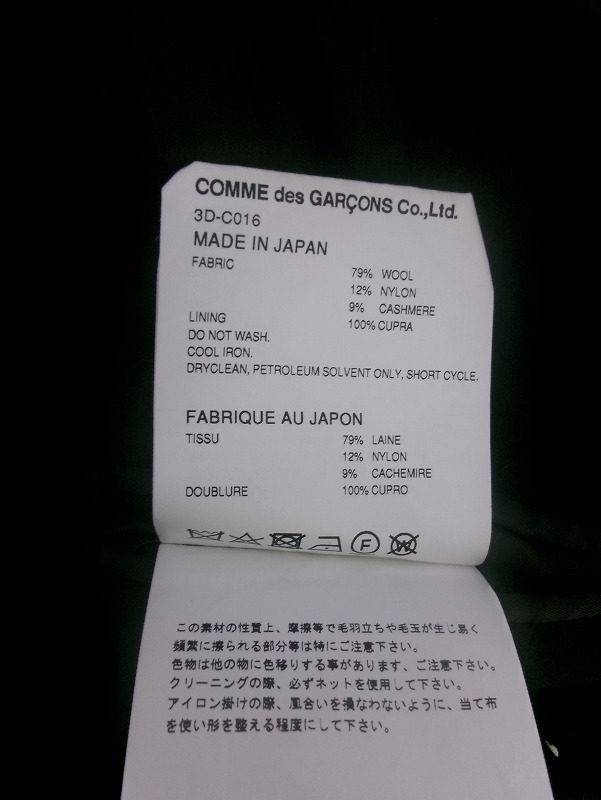 COMME des GARÇONS Co.,Ltd.
3D-C016
MADE IN JAPAN
FABRIC
79% WOOL
12% NYLON
9% CASHMERE
LINING 100% CUPRA
DO NOT WASH.
COOL IRON.
DRYCLEAN, PETROLEUM SOLVENT ONLY, SHORT CYCLE.
FABRIQUE AU JAPON
TISSU 79% LAINE
12% NYLON
9% CACHEMIRE
DOUBLURE 100% CUPRO
F W
この素材の性質上、摩擦等で毛羽立ちや毛玉が生じ易く
頻繁に擦られる部分等は特にご注意下さい。
色物は他の物に色移りする事があります、ご注意下さい。
クリーニングの際、必ずネットを使用して下さい。
アイロン掛けの際、風合いを損なわないように、当て布
を使い形を整える程度にして下さい。